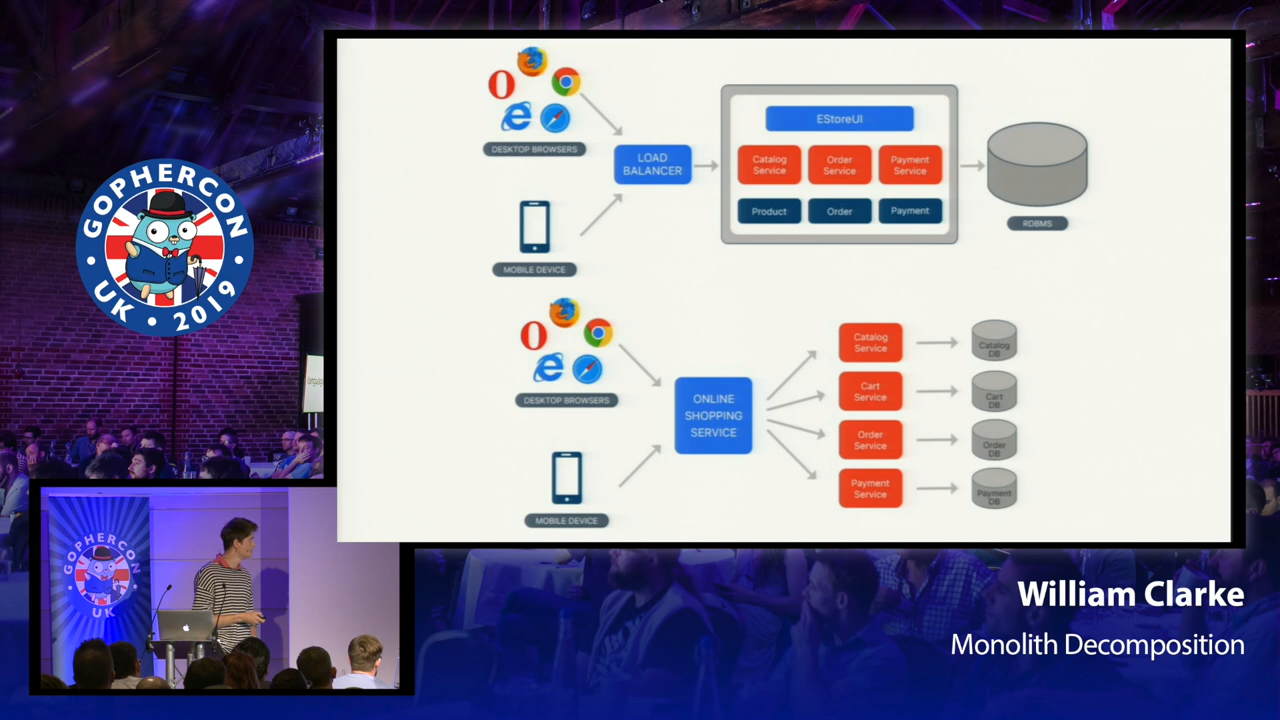 GOPHERCON
UK • 2019
DESKTOP BROWSERS
MOBILE DEVICE
LOAD
BALANCER
EStoreUI
Catalog
Service
Order
Service
Payment
Service
Product
Order
Payment
RDBMS
DESKTOP BROWSERS
MOBILE DEVICE
ONLINE
SHOPPING
SERVICE
Catalog
Service
Catalog
DB
Cart
Service
Cart
DB
Order
Service
Order
DB
Payment
Service
Payment
DB
GOPHERCON
UK
William Clarke
Monolith Decomposition